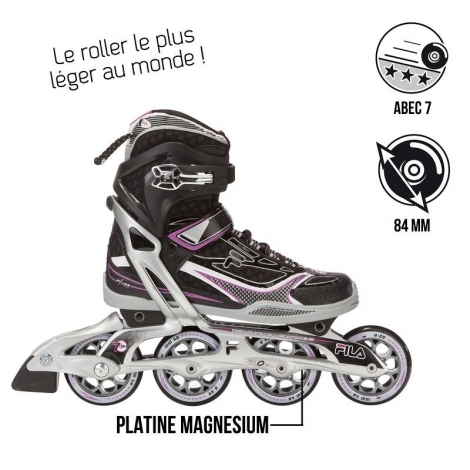 Le roller le plus
léger au monde !
ABEC 7
84 MM
FILA
PLATINE MAGNESIUM